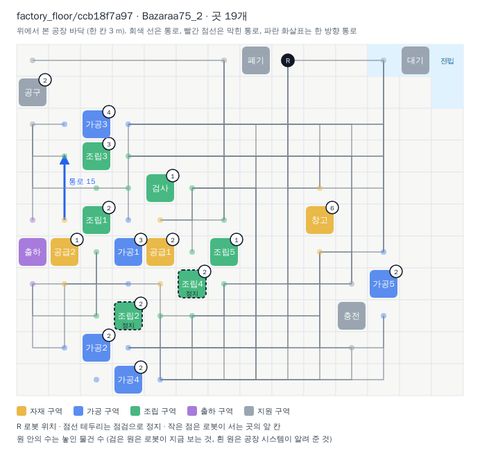 factory_floor/ccb18f7a97 · Bazaraa75_2 · 곳 19개
위에서 본 공장 바닥 (한 칸 3 m). 회색 선은 통로, 빨간 점선은 막힌 통로, 파란 화살표는 한 방향 통로
폐기 R 대기 진입
공구 2
가공3 4
조립3 1
통로 15
검사 1
조립1 2
창고 6
출하 공급2 1 가공1 3 공급1 2 조립5 1
조립4 2
정지
가공5 2
조립2 2
정지
충전
가공2 2
가공4 2
자재 구역 가공 구역 조립 구역 출하 구역 지원 구역
R 로봇 위치 · 점선 테두리는 점검으로 정지 · 작은 점은 로봇이 서는 곳의 앞 칸
원 안의 수는 놓인 물건 수 (검은 원은 로봇이 지금 보는 것, 흰 원은 공장 시스템이 알려 준 것)